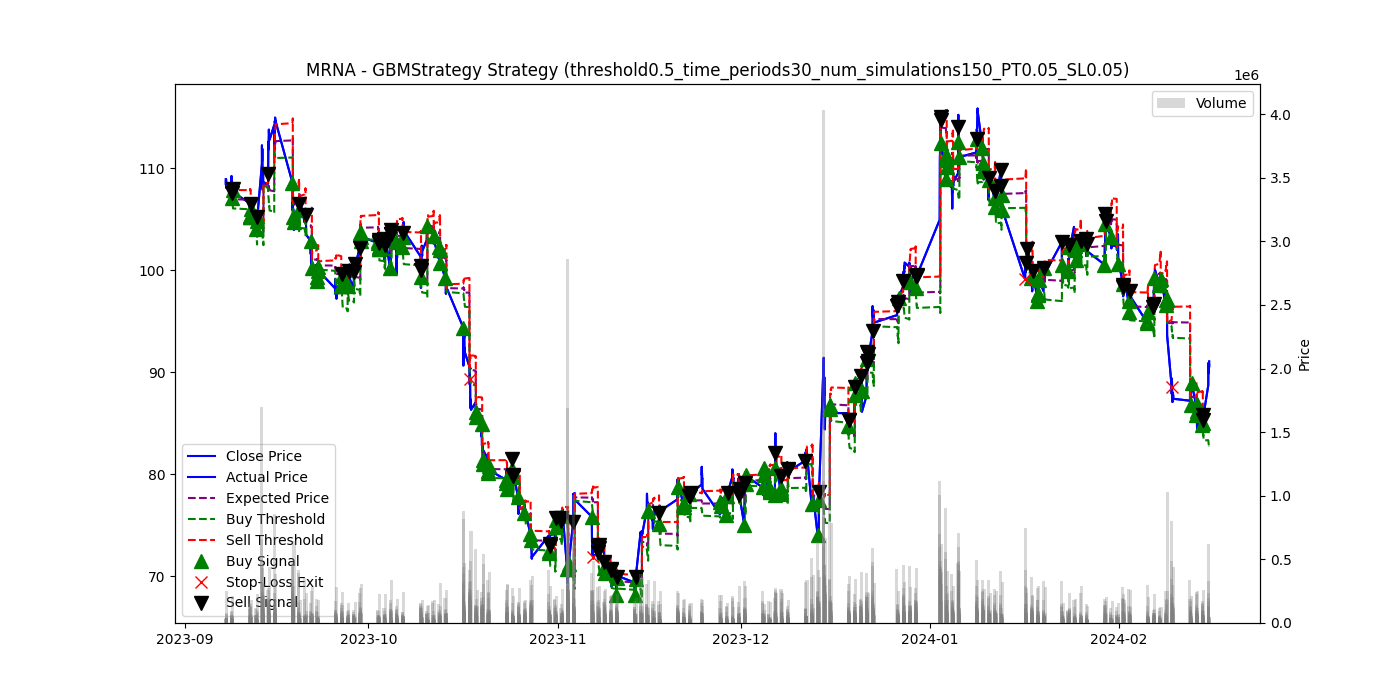 MRNA - GBMStrategy Strategy (threshold0.5_time_periods30_num_simulations150_PT0.05_SL0.05)
1e6
Volume
110
100
90
80
70
4.0
3.5
3.0
2.5
2.0
1.5
1.0
0.5
0.0
Price
Close Price
Actual Price
Expected Price
Buy Threshold
Sell Threshold
Buy Signal
Stop-Loss Exit
Sell Signal
2023-09
2023-10
2023-11
2023-12
2024-01
2024-02